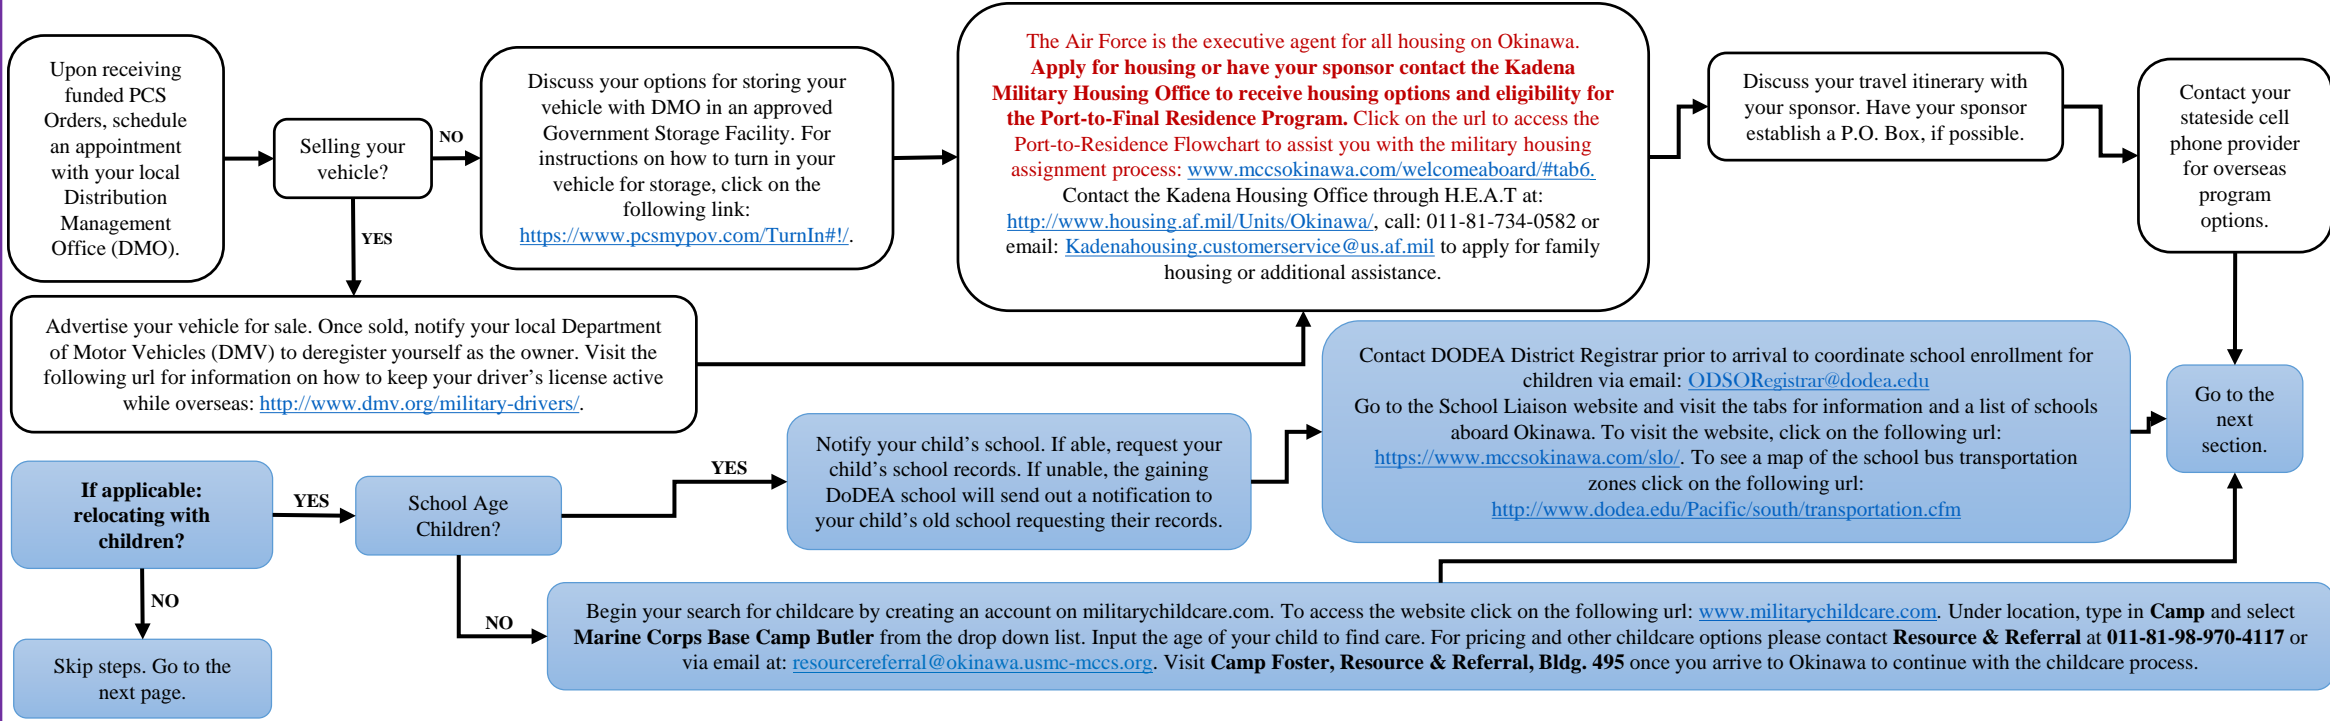 Upon receiving
funded PCS
Orders, schedule
an appointment
with your local
Distribution
Management
Office (DMO).
Selling your
vehicle?
NO
YES
Discuss your options for storing your
vehicle with DMO in an approved
Government Storage Facility. For
instructions on how to turn in your
vehicle for storage, click on the
following link:
https://www.pcsmypov.com/TurnIn#!/.
The Air Force is the executive agent for all housing on Okinawa.
Apply for housing or have your sponsor contact the Kadena
Military Housing Office to receive housing options and eligibility for
the Port-to-Final Residence Program. Click on the url to access the
Port-to-Residence Flowchart to assist you with the military housing
assignment process: www.mccsokinawa.com/welcomeaboard/#tab6.
Contact the Kadena Housing Office through H.E.A.T at:
http://www.housing.af.mil/Units/Okinawa/, call: 011-81-734-0582 or
email: Kadenahousing.customerservice@us.af.mil to apply for family
housing or additional assistance.
Discuss your travel itinerary with
your sponsor. Have your sponsor
establish a P.O. Box, if possible.
Contact your
stateside cell
phone provider
for overseas
program
options.
Advertise your vehicle for sale. Once sold, notify your local Department
of Motor Vehicles (DMV) to deregister yourself as the owner. Visit the
following url for information on how to keep your driver’s license active
while overseas: http://www.dmv.org/military-drivers/.
If applicable:
relocating with
children?
YES
NO
Skip steps. Go to the
next page.
School Age
Children?
YES
NO
Notify your child’s school. If able, request your
child’s school records. If unable, the gaining
DoDEA school will send out a notification to
your child’s old school requesting their records.
Contact DODEA District Registrar prior to arrival to coordinate school enrollment for
children via email: ODSORegistrar@dodea.edu
Go to the School Liaison website and visit the tabs for information and a list of schools
aboard Okinawa. To visit the website, click on the following url:
https://www.mccsokinawa.com/slo/. To see a map of the school bus transportation
zones click on the following url:
http://www.dodea.edu/Pacific/south/transportation.cfm
Go to the
next
section.
Begin your search for childcare by creating an account on militarychildcare.com. To access the website click on the following url: www.militarychildcare.com. Under location, type in Camp and select
Marine Corps Base Camp Butler from the drop down list. Input the age of your child to find care. For pricing and other childcare options please contact Resource & Referral at 011-81-98-970-4117 or
via email at: resourcereferral@okinawa.usmc-mccs.org. Visit Camp Foster, Resource & Referral, Bldg. 495 once you arrive to Okinawa to continue with the childcare process.